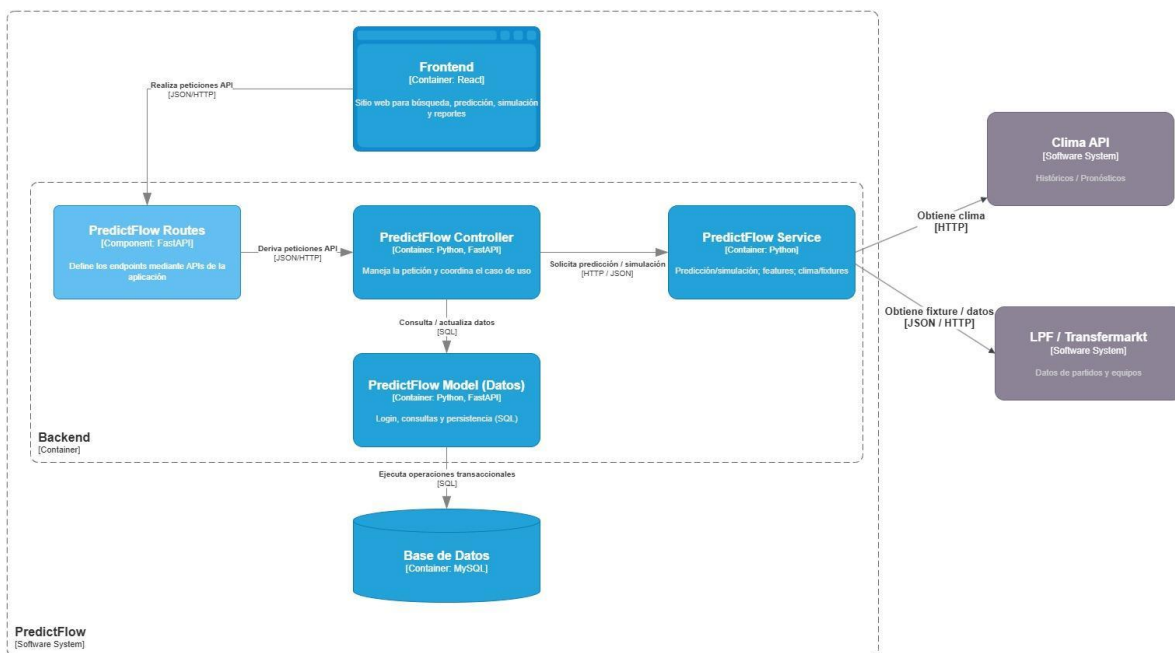 Frontend
[Container: React]
Sitio web para búsqueda, predicción, simulación
y reportes
Realiza peticiones API
[JSON/HTTP]
Clima API
[Software System]
Históricos / Pronósticos
PredictFlow Routes
[Component: FastAPI]
Define los endpoints mediante APIs de la
aplicación
Deriva peticiones API
[JSON/HTTP]
PredictFlow Controller
[Container: Python, FastAPI]
Maneja la petición y coordina el caso de uso
Solicita predicción / simulación
[HTTP / JSON]
PredictFlow Service
[Container: Python]
Predicción/simulación; features; clima/fixtures
Obtiene clima
[HTTP]
Obtiene fixture / datos
[JSON / HTTP]
LPF / Transfermarkt
[Software System]
Datos de partidos y equipos
Consulta / actualiza datos
[SQL]
PredictFlow Model (Datos)
[Container: Python, FastAPI]
Login, consultas y persistencia (SQL)
Backend
[Container]
Ejecuta operaciones transaccionales
[SQL]
Base de Datos
[Container: MySQL]
PredictFlow
[Software System]